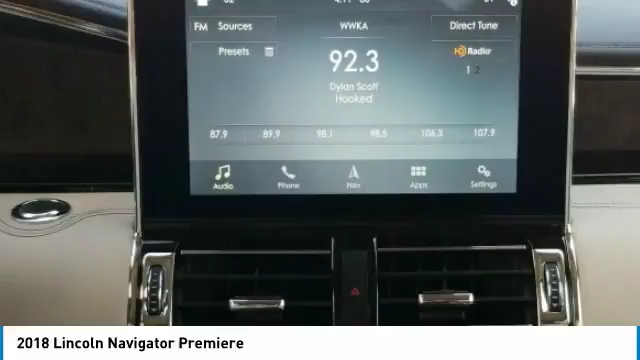 FM Sources
WWKA
Direct Tune
Presets
92.3
HD Radio
1 2
Dylan Scott
Hooked
87.9 89.9 98.1 98.5 106.3 107.9
Audio Phone Nav Apps Settings
2018 Lincoln Navigator Premiere